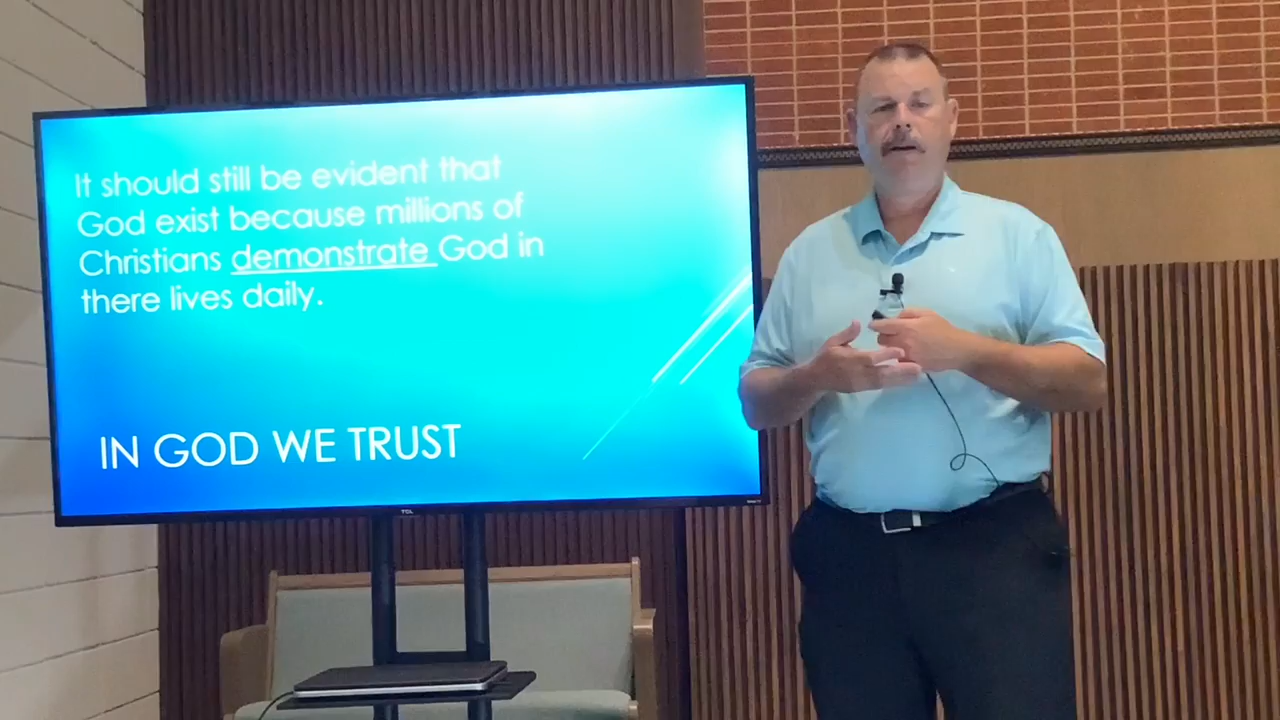 It should still be evident that
God exist because millions of
Christians demonstrate God in
there lives daily.
IN GOD WE TRUST
TCL